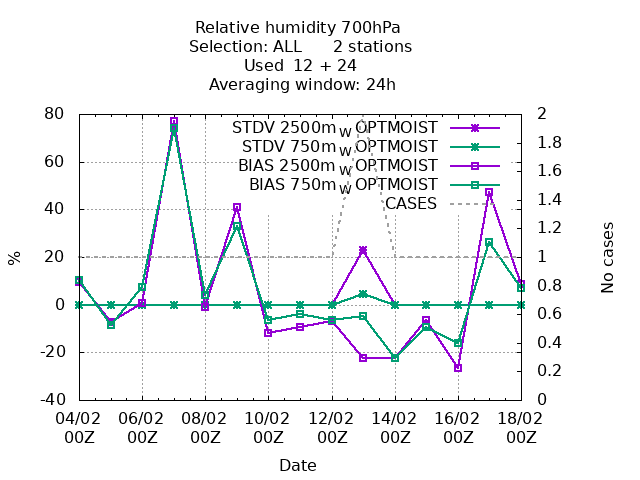 Relative humidity 700hPa
Selection: ALL 2 stations
Used 12 + 24
Averaging window: 24h
STDV 2500m W OPTMOIST
STDV 750m W OPTMOIST
BIAS 2500m W OPTMOIST
BIAS 750m W OPTMOIST
CASES
80
60
40
20
0
-20
-40
%
2
1.8
1.6
1.4
1.2
1
0.8
0.6
0.4
0.2
0
No cases
04/02 06/02 08/02 10/02 12/02 14/02 16/02 18/02
00Z 00Z 00Z 00Z 00Z 00Z 00Z 00Z
Date